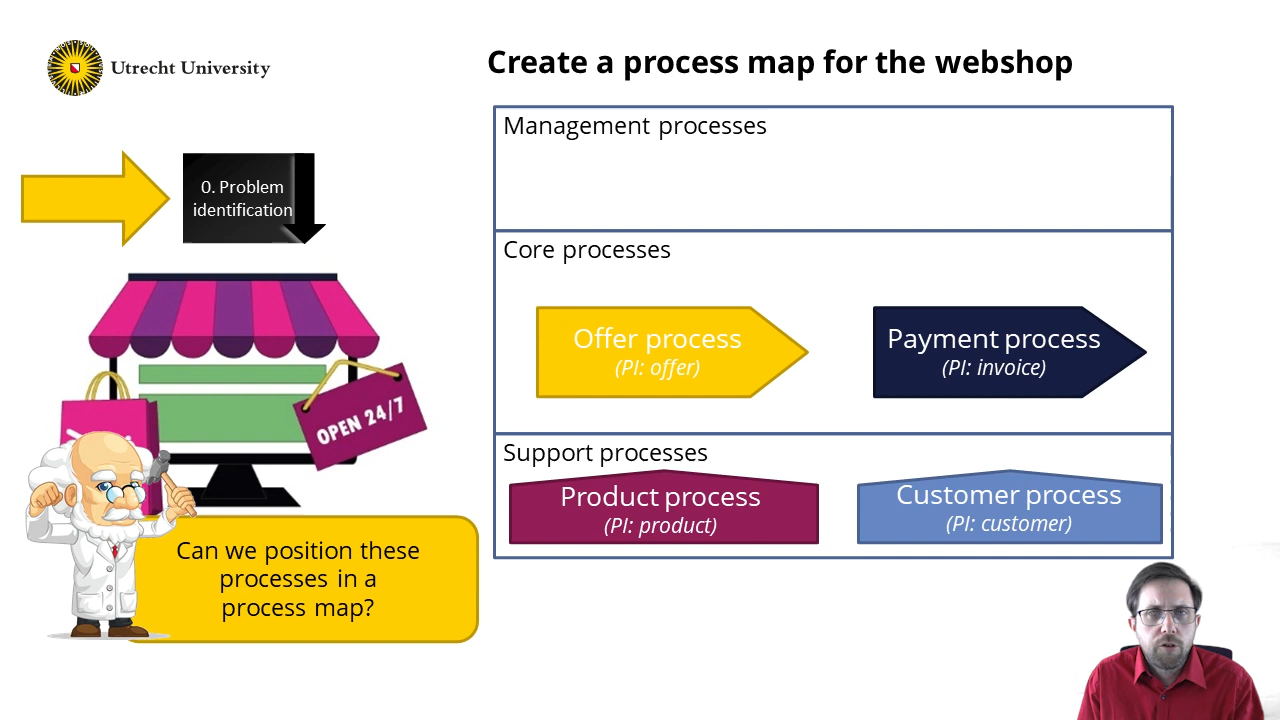 Utrecht University
Create a process map for the webshop
0. Problem
identification
OPEN 24/7
Can we position these
processes in a
process map?
Management processes
Core processes
Offer process
(PI: offer)
Payment process
(PI: invoice)
Support processes
Product process
(PI: product)
Customer process
(PI: customer)